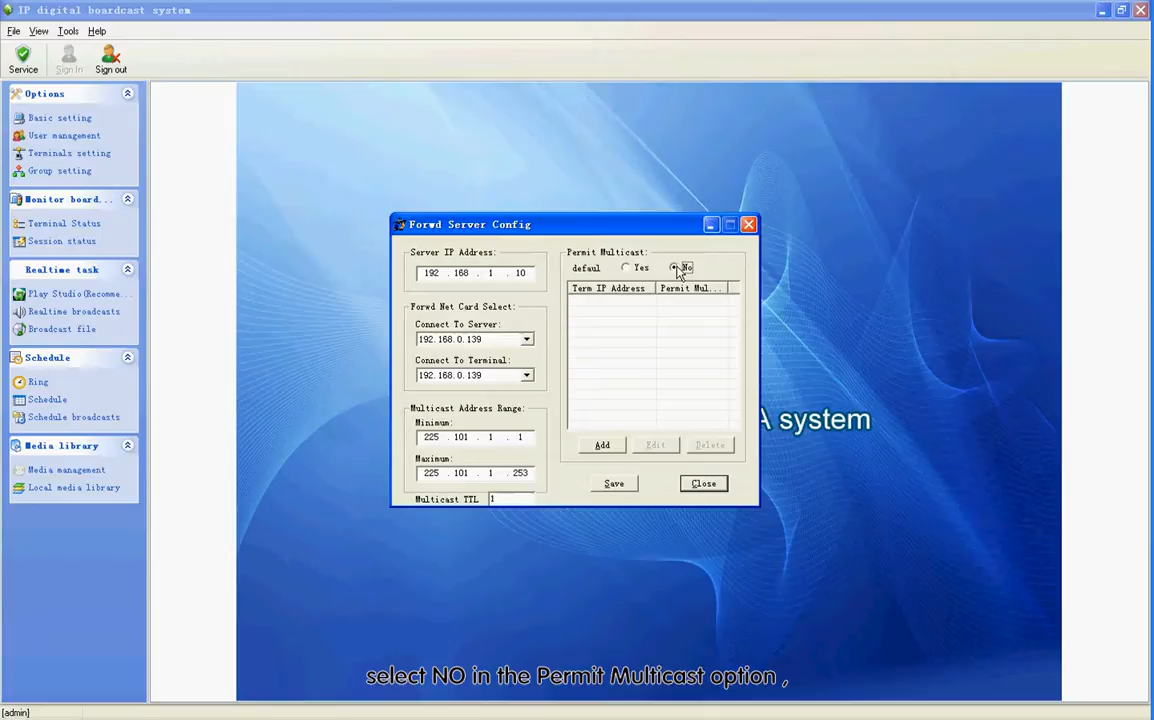 IP digital boardcast system
File View Tools Help
Service Sign In Sign out
Options
Basic setting
User management
Terminals setting
Group setting
Monitor board...
Terminal Status
Session status
Realtime task
Play Studio(Recomme...
Realtime broadcasts
Broadcast file
Schedule
Ring
Schedule
Schedule broadcasts
Media library
Media management
Local media library
Forwd Server Config
Server IP Address:
192 .168 . 1 . 10
Forwd Net Card Select:
Connect To Server:
192.168.0.139
Connect To Terminal:
192.168.0.139
Multicast Address Range:
Minimum:
225 .101 . 1 . 1
Maximum:
225 .101 . 1 .253
Multicast TTL 1
Permit Multicast:
defaul Yes No
Term IP Address Permit Mul...
Add Edit Delete
Save Close
A system
select NO in the Permit Multicast option ,
[admin]